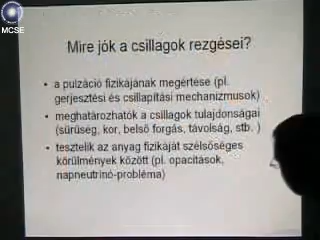 MCSE
Mire jók a csillagok rezgései?
• a pulzáció fizikájának megértése (pl.
gerjesztési és csillapítási mechanizmusok)
• meghatározhatók a csillagok tulajdonságai
(sűrűség, kor, belső forgás, távolság, stb. )
• tesztelik az anyag fizikáját szélsőséges
körülmények között (pl. opacitások,
napneutrínó-probléma)